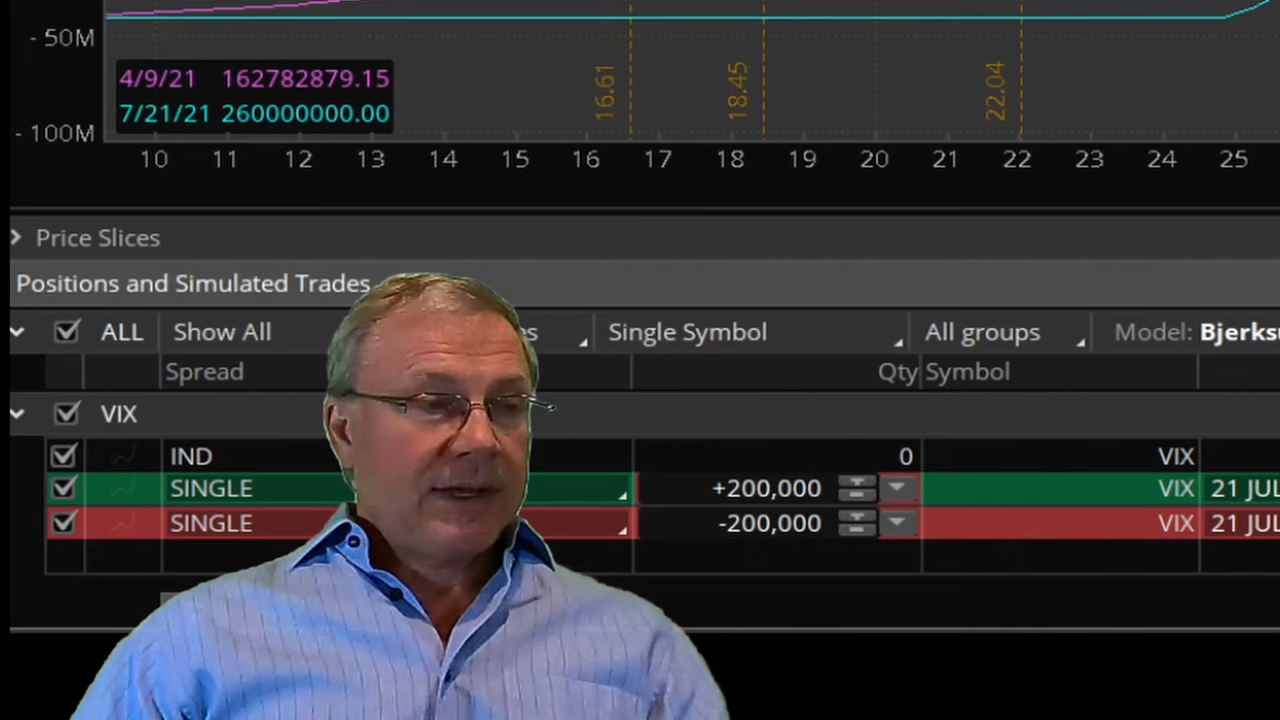 - 50M
4/9/21 162782879.15
7/21/21 260000000.00
16.61
18.45
22.04
- 100M
10 11 12 13 14 15 16 17 18 19 20 21 22 23 24 25
Price Slices
Positions and Simulated Trades
ALL Show All Single Symbol All groups Model:
Spread Qty Symbol
VIX
IND 0 VIX
SINGLE +200,000 VIX 21 JUL
SINGLE -200,000 VIX 21 JUL